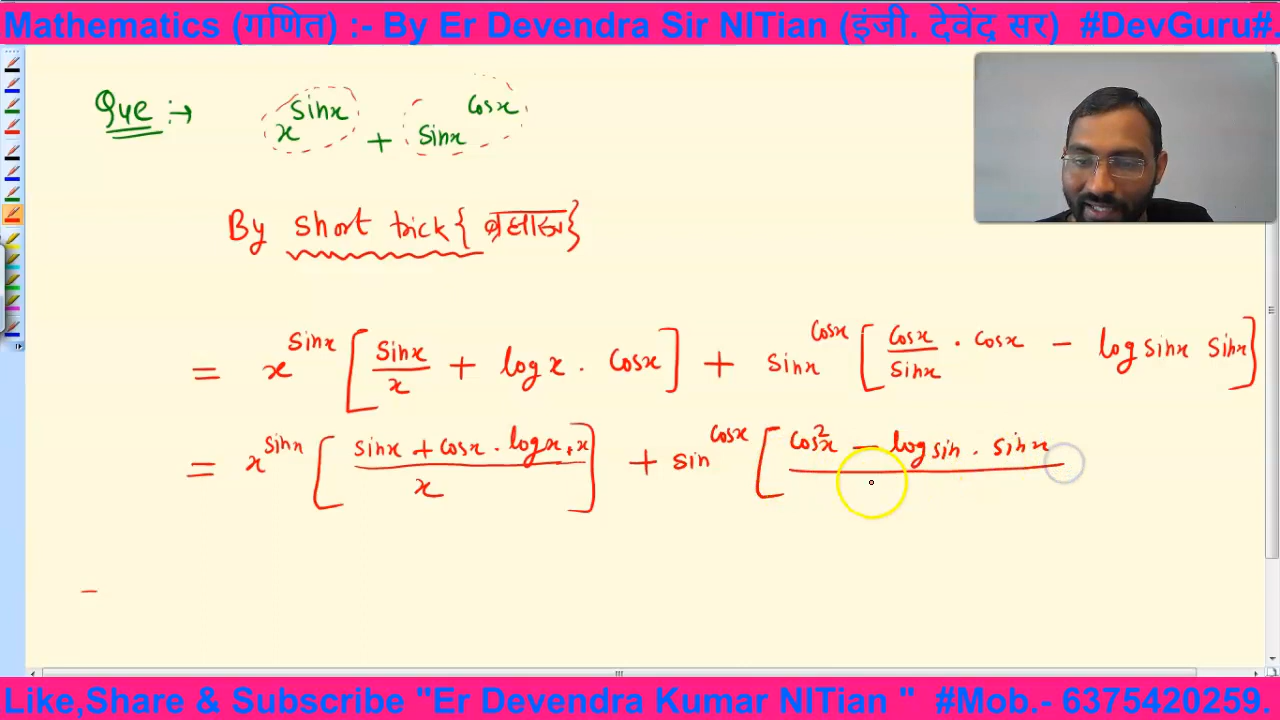 Mathematics (गणित) :- By Er Devendra Sir NITian (इंजी. देवेंद्र सर) #DevGuru#.
Que :→ x^sinx + sinx^cosx
By short trick {
= x^sinx [sinx/x + logx . cosx] + sinx^cosx [cosx/sinx . cosx - log sinx sinx]
= x^sinx [(sinx + cosx . logx . x)/x] + sin^cosx [cos²x - log sin . sinx
-
Like,Share & Subscribe "Er Devendra Kumar NITian " #Mob.- 6375420259.